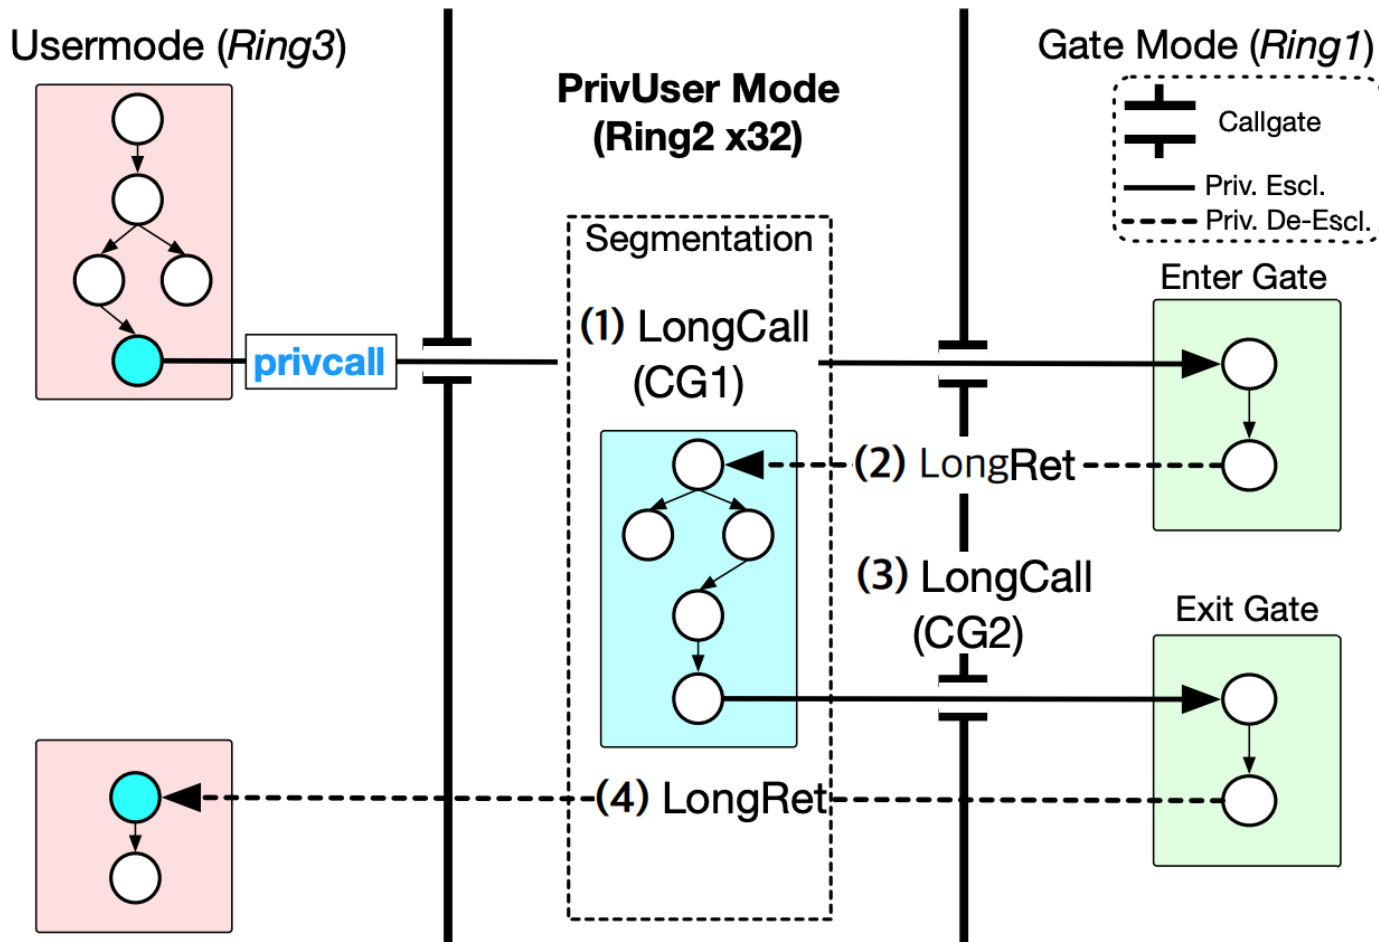 Usermode (Ring3)
PrivUser Mode
(Ring2 x32)
Gate Mode (Ring1)
Callgate
Priv. Escl.
Priv. De-Escl.
Segmentation
Enter Gate
(1) LongCall
(CG1)
privcall
(2) LongRet
(3) LongCall
(CG2)
Exit Gate
(4) LongRet